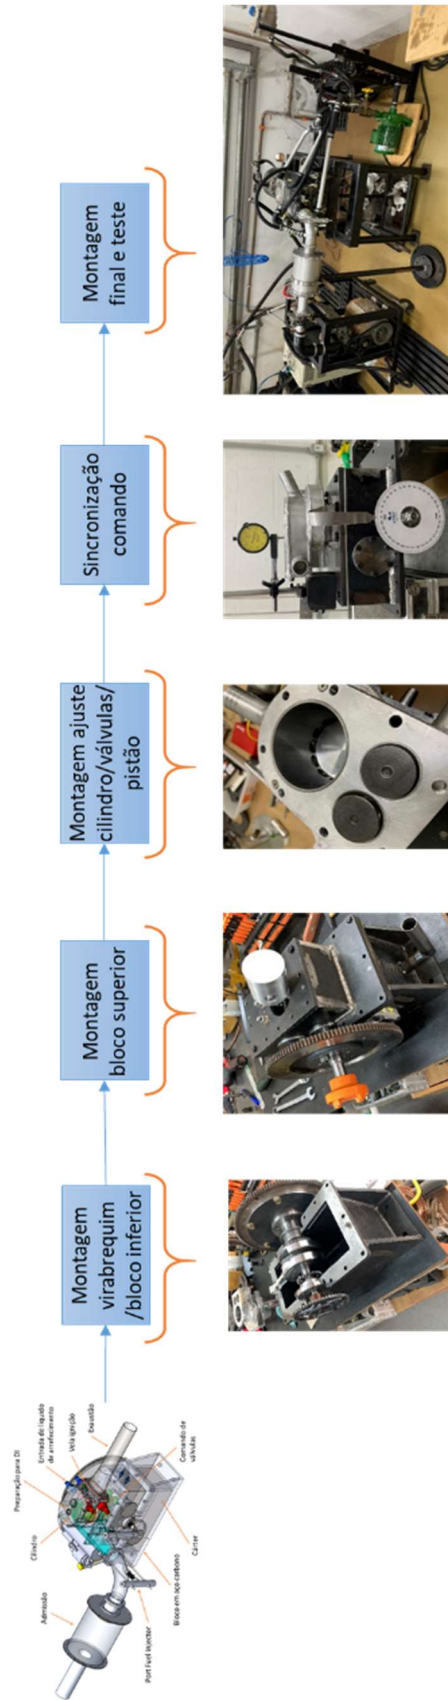 Admissão
Cilindro
Preparação para DI
Entrada de líquido
de arrefecimento
Vela ignição
Exaustão
Port Fuel Injector
Bloco em aço carbono
Cárter
Comando de
válvulas
Montagem
virabrequim
/bloco inferior
Montagem
bloco superior
Montagem ajuste
cilindro/válvulas/
pistão
Sincronização
comando
Montagem
final e teste